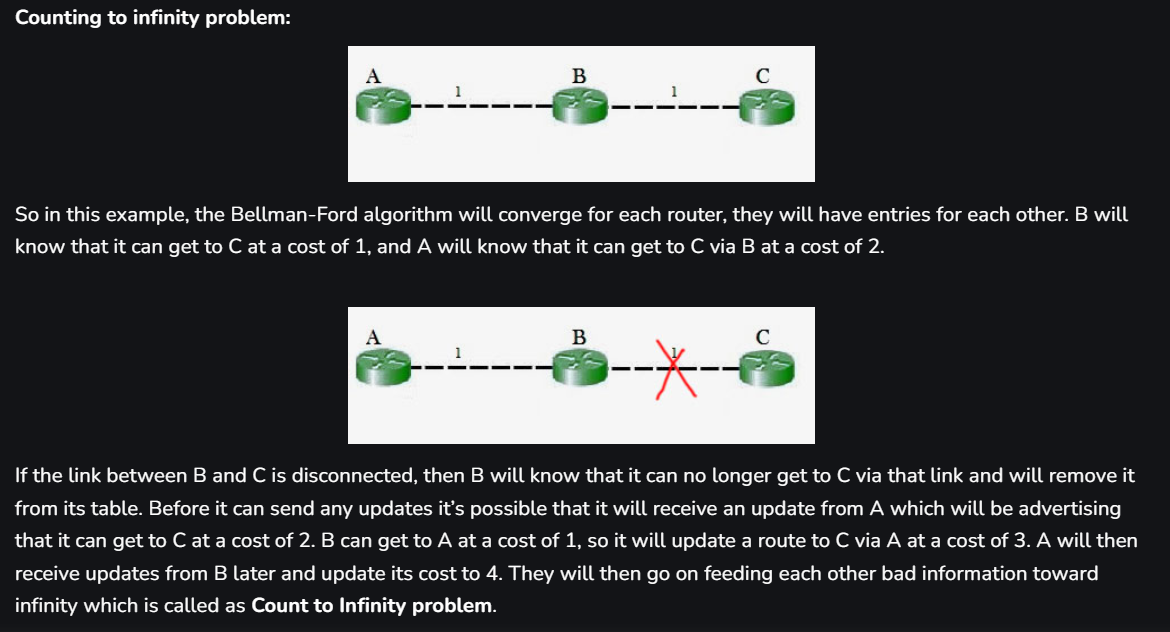 Counting to infinity problem:
A B C
1 1
So in this example, the Bellman-Ford algorithm will converge for each router, they will have entries for each other. B will
know that it can get to C at a cost of 1, and A will know that it can get to C via B at a cost of 2.
A B C
1 1
If the link between B and C is disconnected, then B will know that it can no longer get to C via that link and will remove it
from its table. Before it can send any updates it’s possible that it will receive an update from A which will be advertising
that it can get to C at a cost of 2. B can get to A at a cost of 1, so it will update a route to C via A at a cost of 3. A will then
receive updates from B later and update its cost to 4. They will then go on feeding each other bad information toward
infinity which is called as Count to Infinity problem.